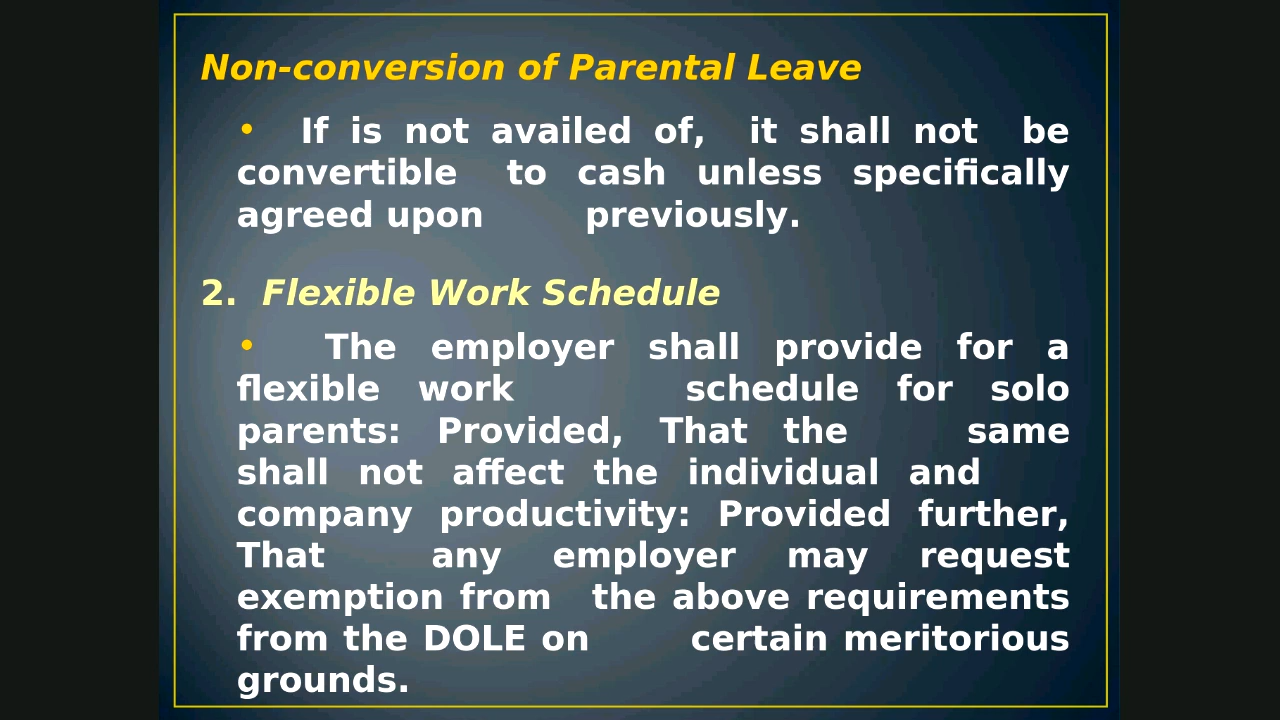 Non-conversion of Parental Leave
• If is not availed of, it shall not be
convertible to cash unless specifically
agreed upon previously.
2. Flexible Work Schedule
• The employer shall provide for a
flexible work schedule for solo
parents: Provided, That the same
shall not affect the individual and
company productivity: Provided further,
That any employer may request
exemption from the above requirements
from the DOLE on certain meritorious
grounds.